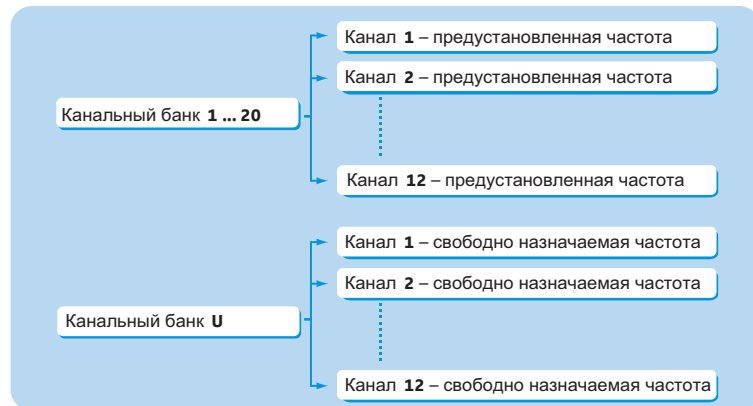 Канал 1 – предустановленная частота
Канал 2 – предустановленная частота
Канальный банк 1 ... 20
Канал 12 – предустановленная частота
Канал 1 – свободно назначаемая частота
Канал 2 – свободно назначаемая частота
Канальный банк U
Канал 12 – свободно назначаемая частота